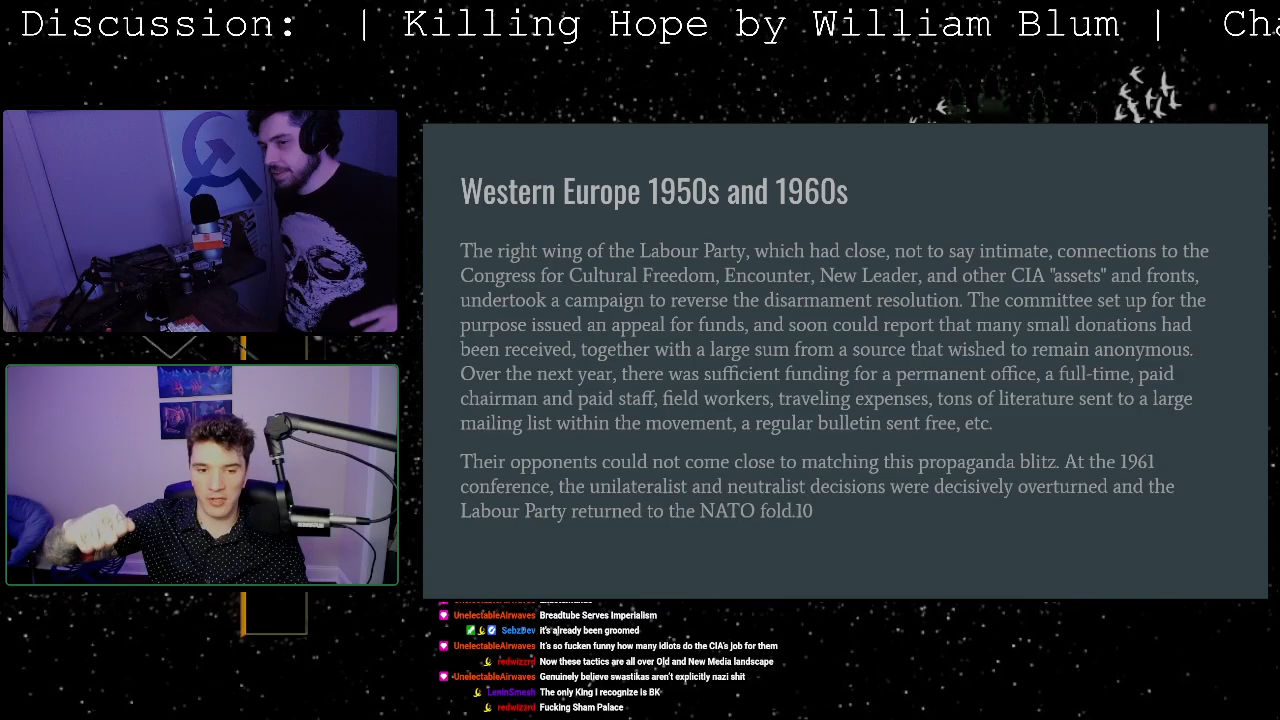 Discussion: | Killing Hope by William Blum | Cha
Western Europe 1950s and 1960s
The right wing of the Labour Party, which had close, not to say intimate, connections to the
Congress for Cultural Freedom, Encounter, New Leader, and other CIA "assets" and fronts,
undertook a campaign to reverse the disarmament resolution. The committee set up for the
purpose issued an appeal for funds, and soon could report that many small donations had
been received, together with a large sum from a source that wished to remain anonymous.
Over the next year, there was sufficient funding for a permanent office, a full-time, paid
chairman and paid staff, field workers, traveling expenses, tons of literature sent to a large
mailing list within the movement, a regular bulletin sent free, etc.
Their opponents could not come close to matching this propaganda blitz. At the 1961
conference, the unilateralist and neutralist decisions were decisively overturned and the
Labour Party returned to the NATO fold.10
UnelectableAirwaves Breadtube Serves Imperialism
SebzDev it's already been groomed
UnelectableAirwaves It's so fucken funny how many idiots do the CIA's job for them
redwizzrd Now these tactics are all over Old and New Media landscape
UnelectableAirwaves Genuinely believe swastikas aren't explicitly nazi shit
LeninSmesh The only King I recognize is BK
redwizzrd Fucking Sham Palace